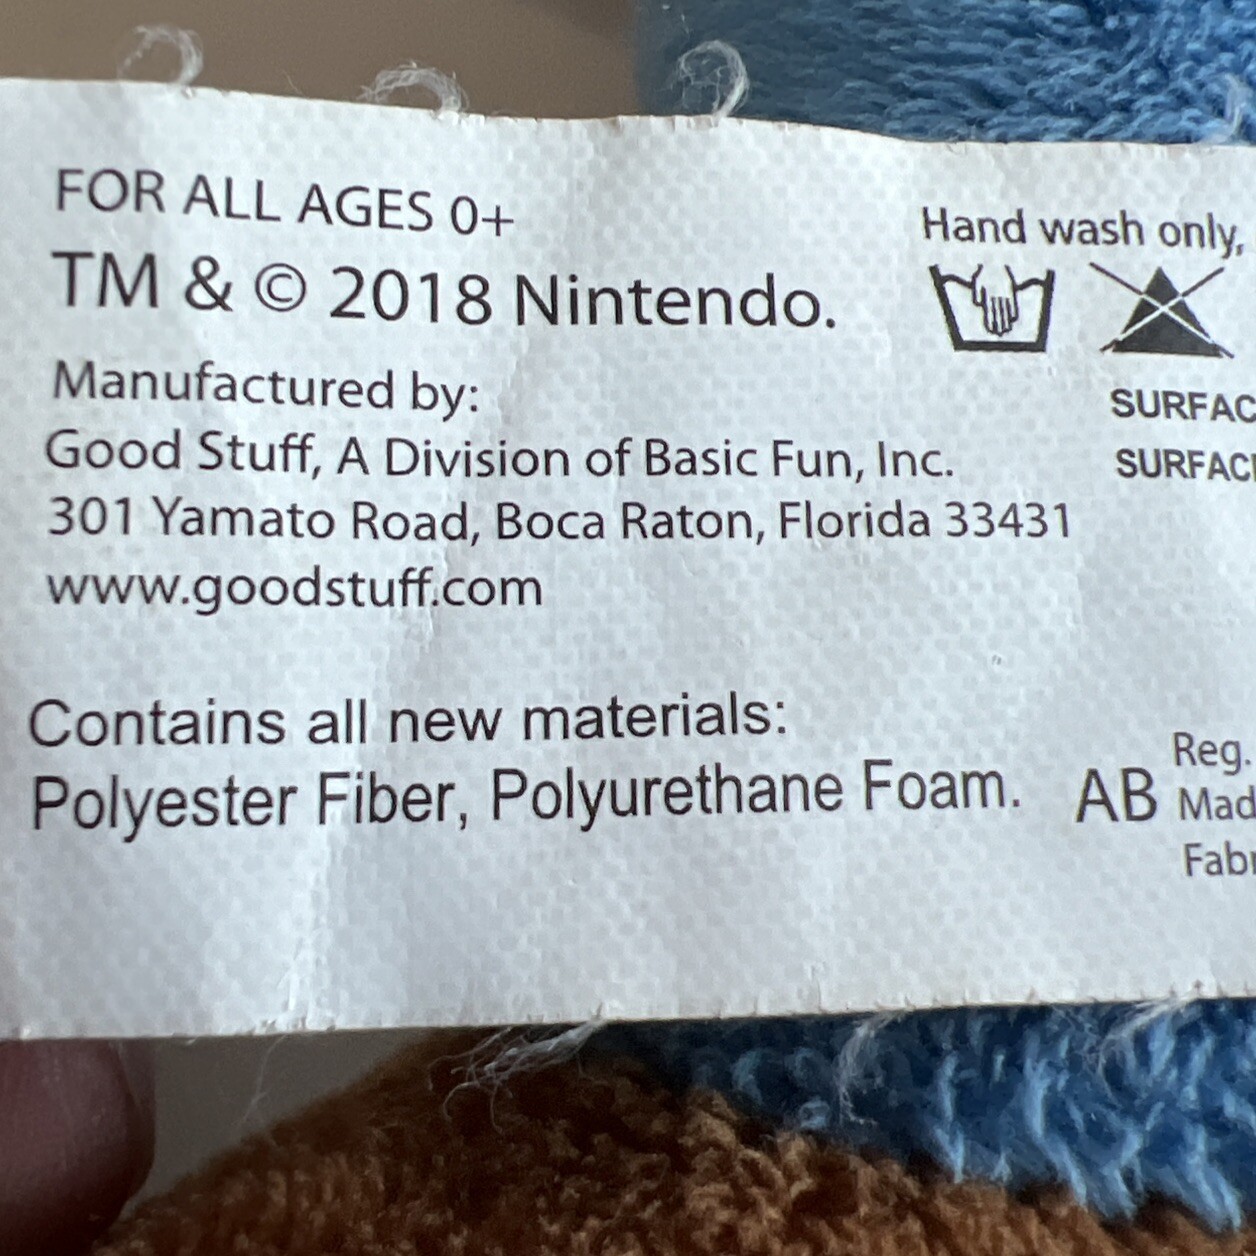 FOR ALL AGES 0+
TM & © 2018 Nintendo.
Manufactured by:
Good Stuff, A Division of Basic Fun, Inc.
301 Yamato Road, Boca Raton, Florida 33431
www.goodstuff.com
Contains all new materials:
Polyester Fiber, Polyurethane Foam.
Hand wash only,
AB
Reg.